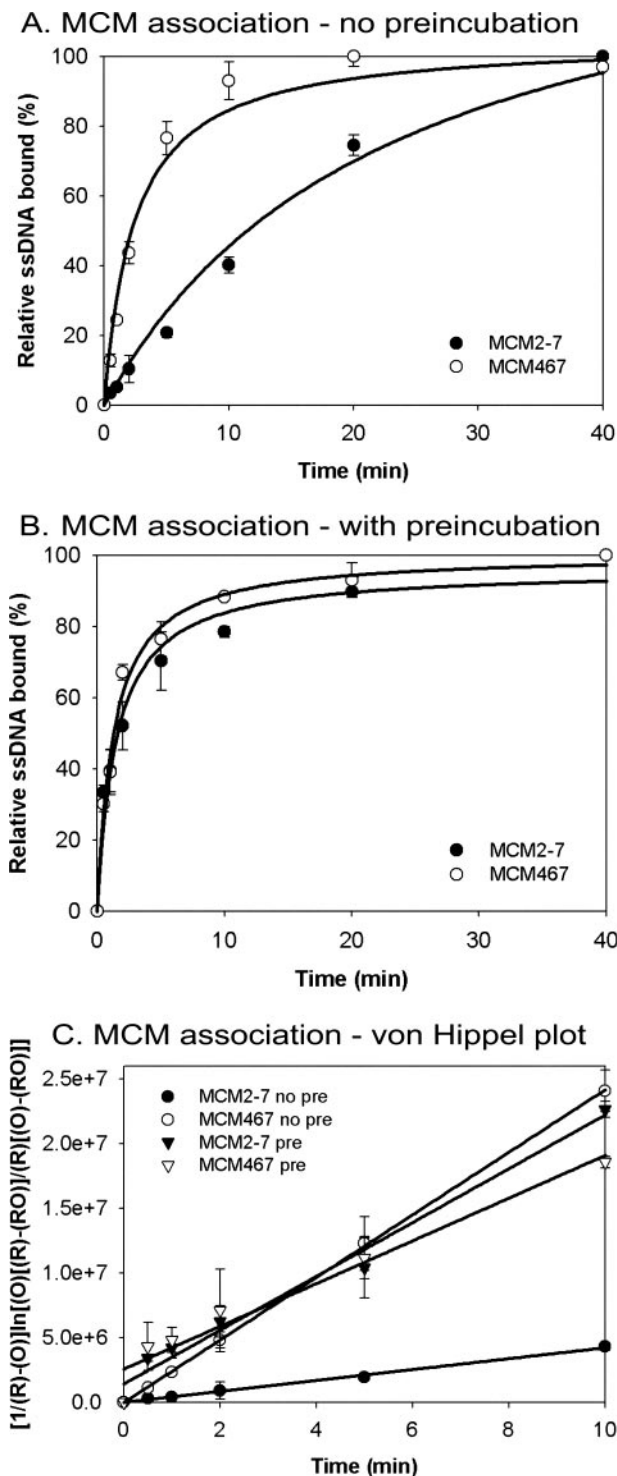 A. MCM association - no preincubation
Relative ssDNA bound (%)
100
80
60
40
20
0
MCM2-7
MCM467
0 10 20 30 40
Time (min)
B. MCM association - with preincubation
Relative ssDNA bound (%)
100
80
60
40
20
0
MCM2-7
MCM467
0 10 20 30 40
Time (min)
C. MCM association - von Hippel plot
[1/(R)-(O)]ln[(O)[(R)-(RO)]/(R)[(O)-(RO)]]
2.5e+7
2.0e+7
1.5e+7
1.0e+7
5.0e+6
0.0
MCM2-7 no pre
MCM467 no pre
MCM2-7 pre
MCM467 pre
0 2 4 6 8 10
Time (min)